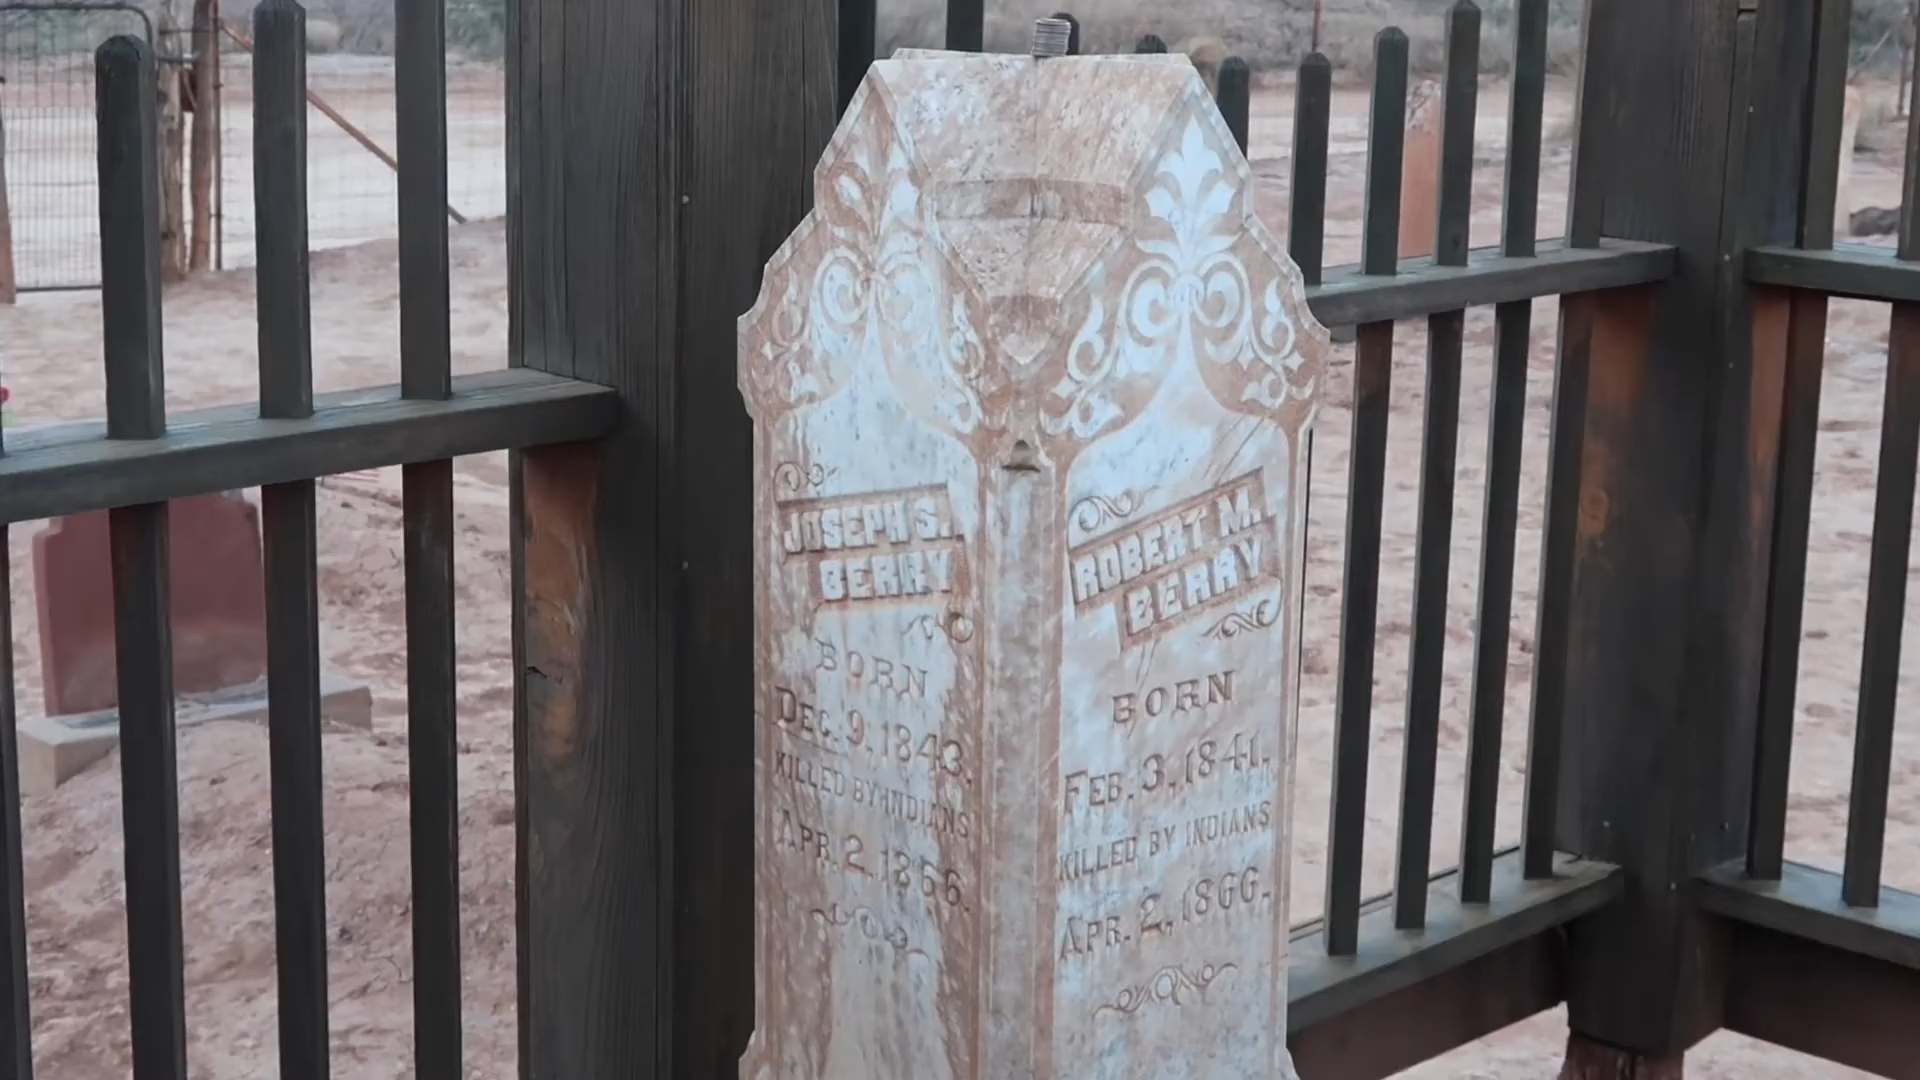 JOSEPH S.
BERRY
BORN
DEC. 9, 1843.
KILLED BY INDIANS
APR. 2, 1866.
ROBERT M.
BERRY
BORN
FEB. 3, 1841.
KILLED BY INDIANS
APR. 2, 1866.